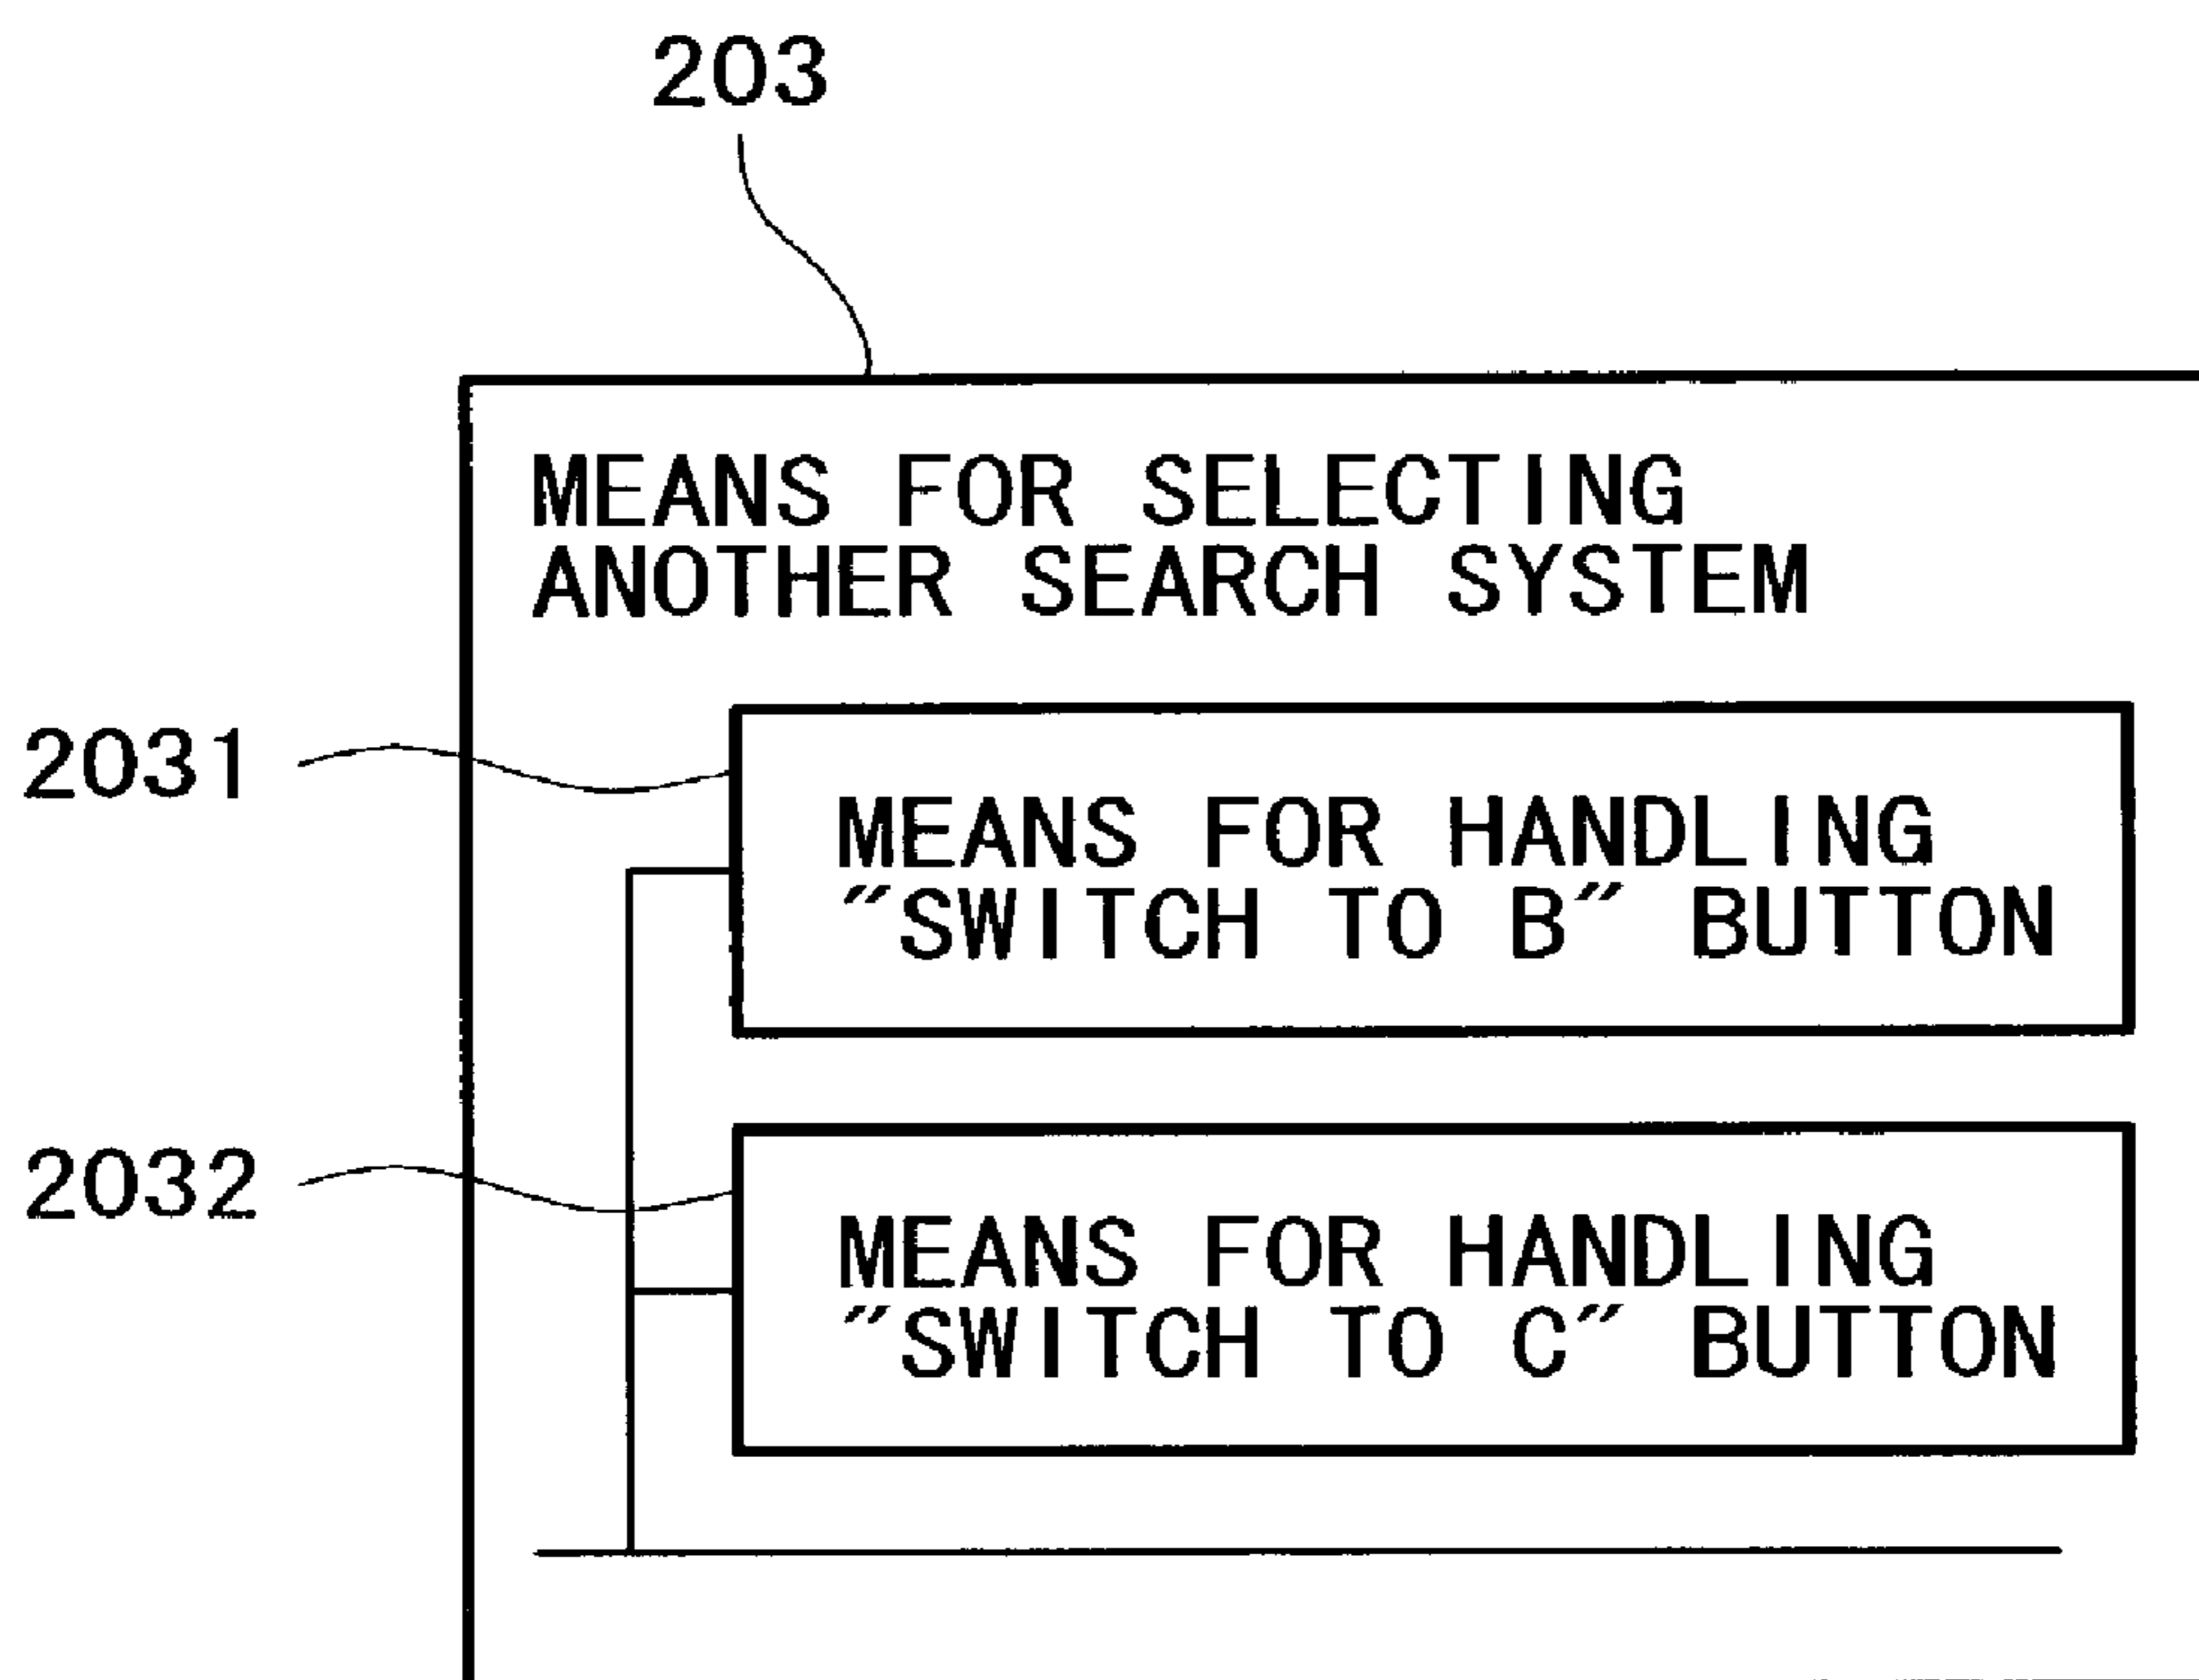 203
MEANS FOR SELECTING
ANOTHER SEARCH SYSTEM
2031
MEANS FOR HANDLING
"SWITCH TO B" BUTTON
2032
MEANS FOR HANDLING
"SWITCH TO C" BUTTON